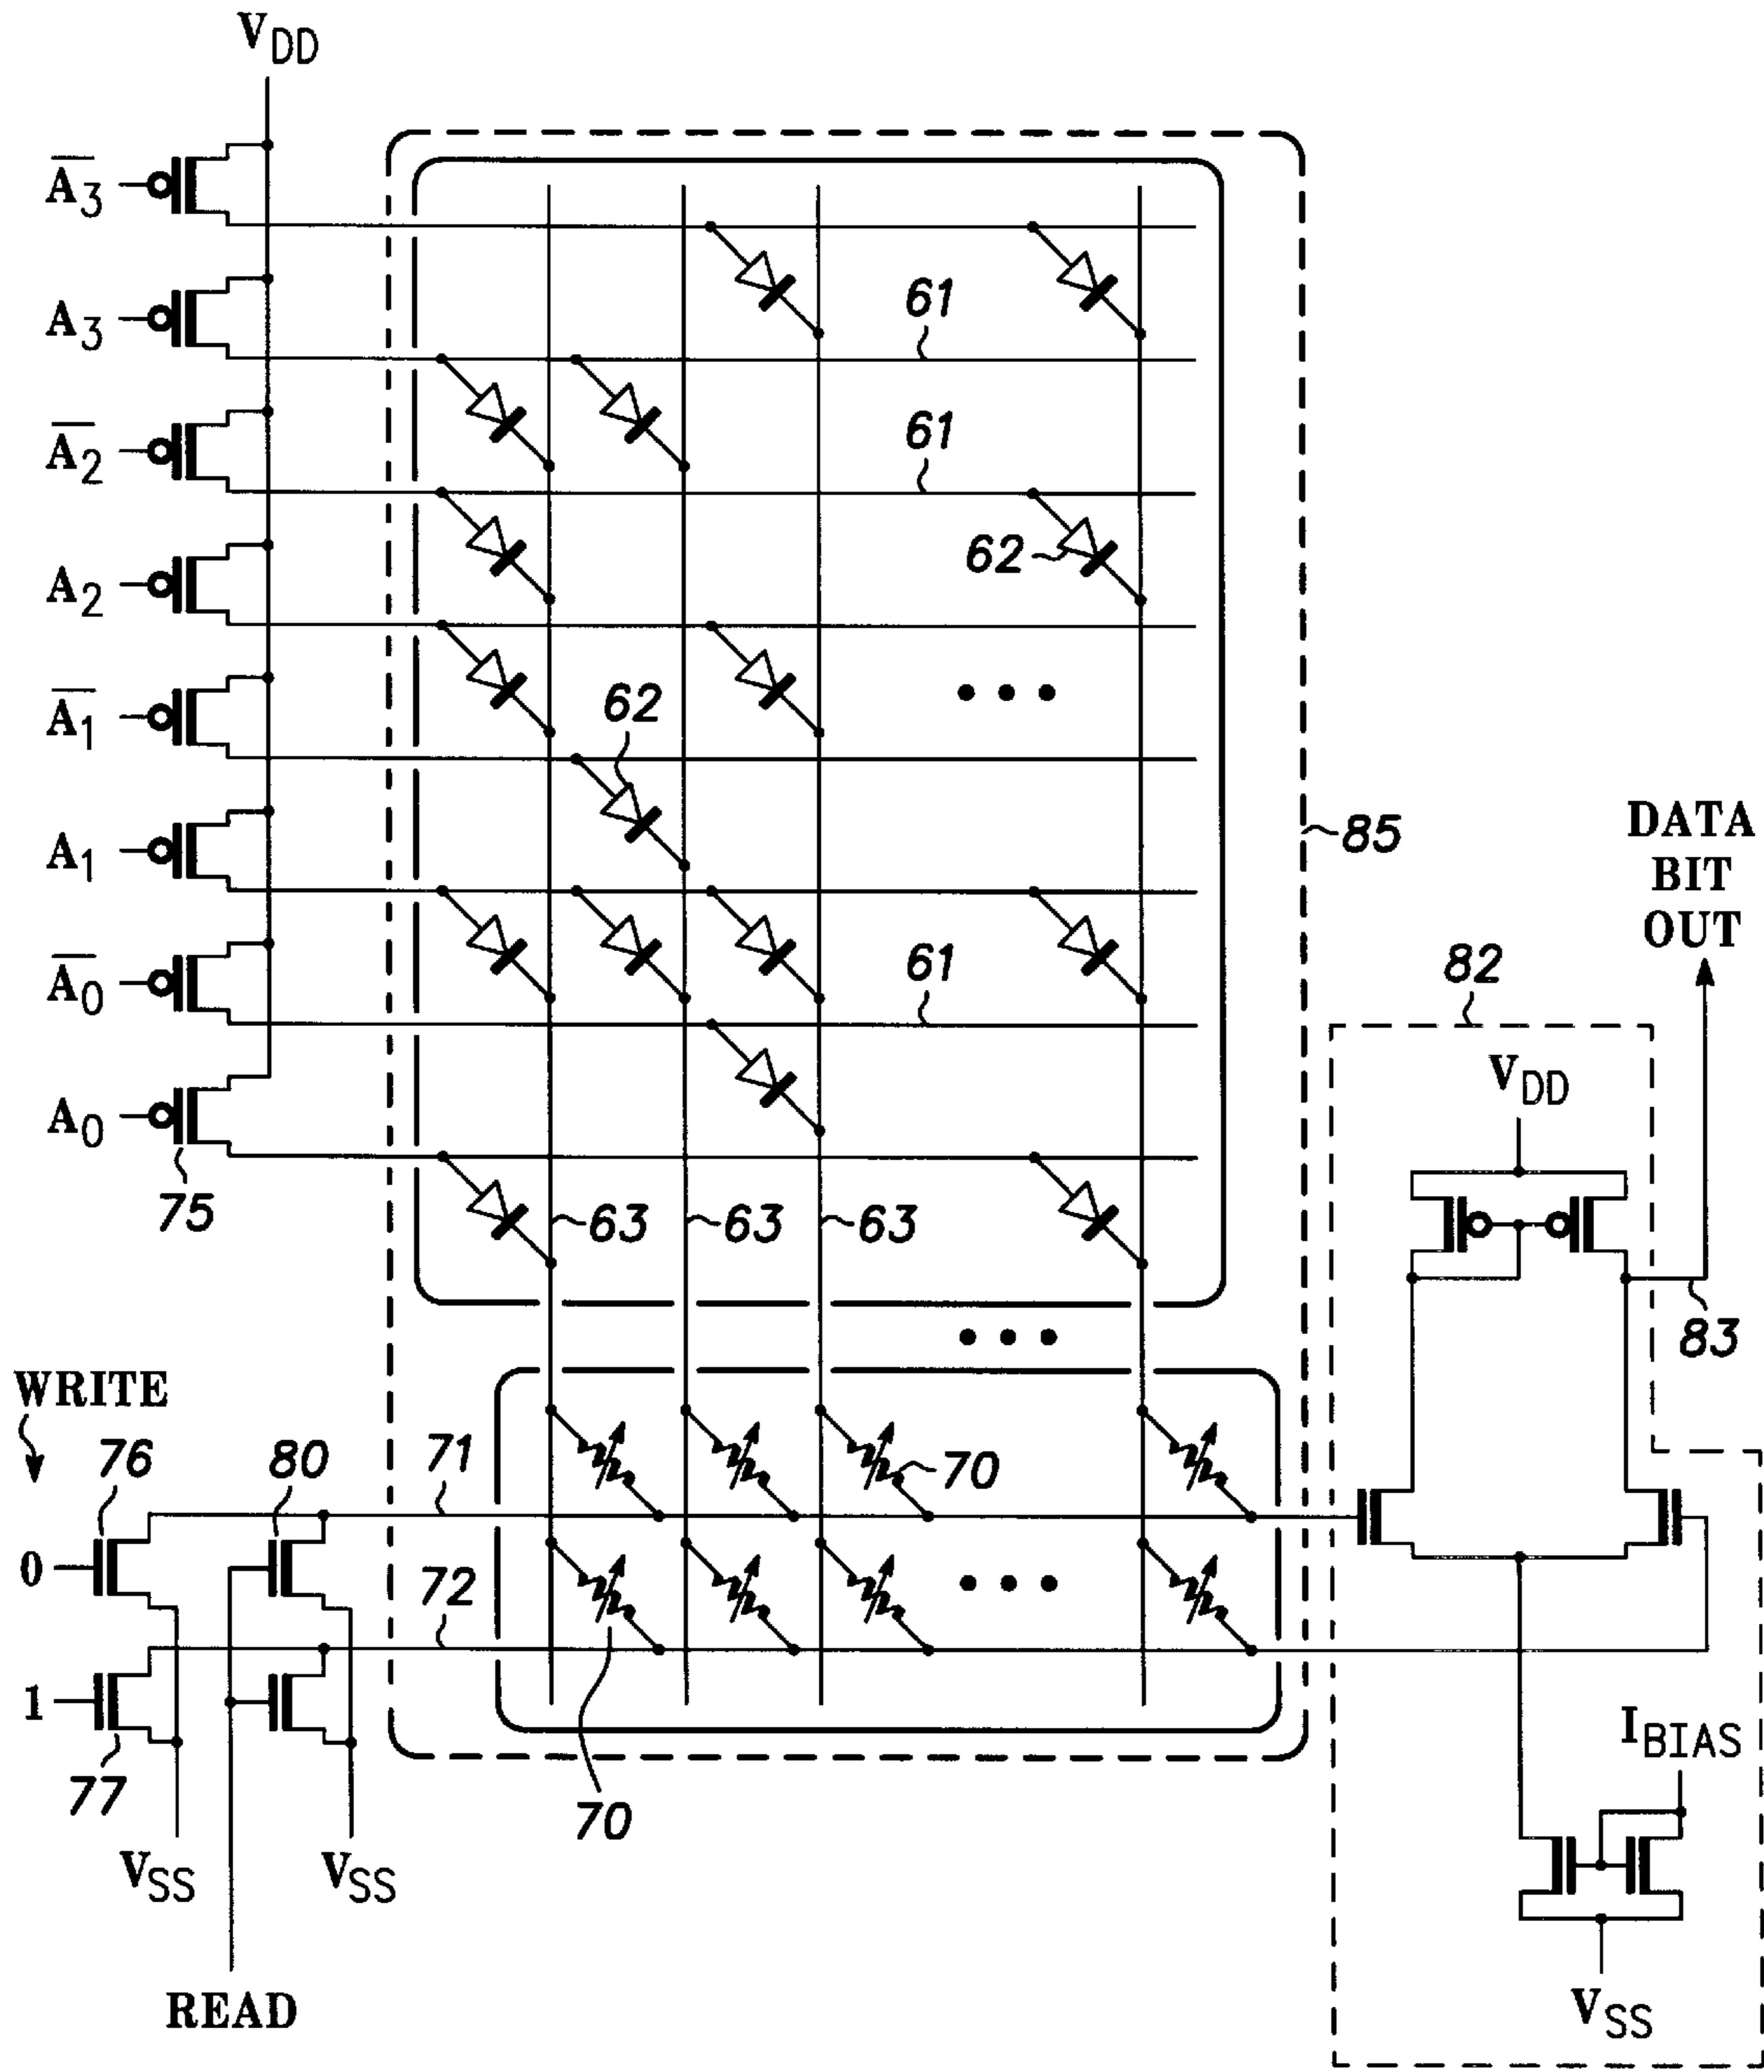 V_DD
A̅_3
A_3
61
A̅_2
61
A_2
62
A̅_1
62
A_1
85
DATA
BIT
OUT
A̅_0
61
82
A_0
V_DD
75
63
63
63
83
WRITE
76
80
71
70
0
72
1
77
70
I_BIAS
V_SS
V_SS
READ
V_SS